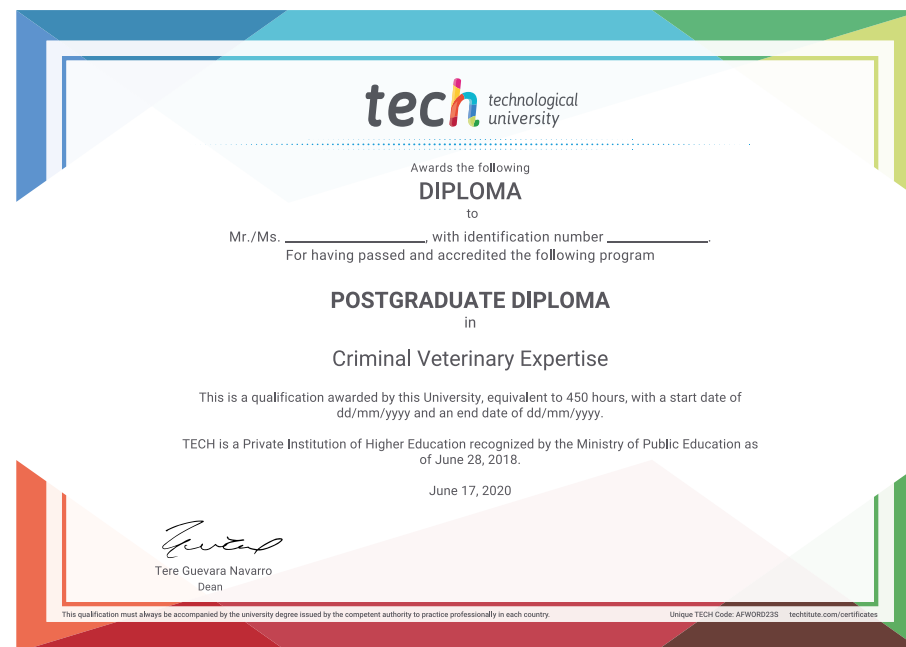 tech technological
university
Awards the following
DIPLOMA
to
Mr./Ms. ____________, with identification number ____________.
For having passed and accredited the following program
POSTGRADUATE DIPLOMA
in
Criminal Veterinary Expertise
This is a qualification awarded by this University, equivalent to 450 hours, with a start date of
dd/mm/yyyy and an end date of dd/mm/yyyy.
TECH is a Private Institution of Higher Education recognized by the Ministry of Public Education as
of June 28, 2018.
June 17, 2020
Tere Guevara Navarro
Dean
This qualification must always be accompanied by the university degree issued by the competent authority to practice professionally in each country.
Unique TECH Code: AFWORD23S techtitute.com/certificates